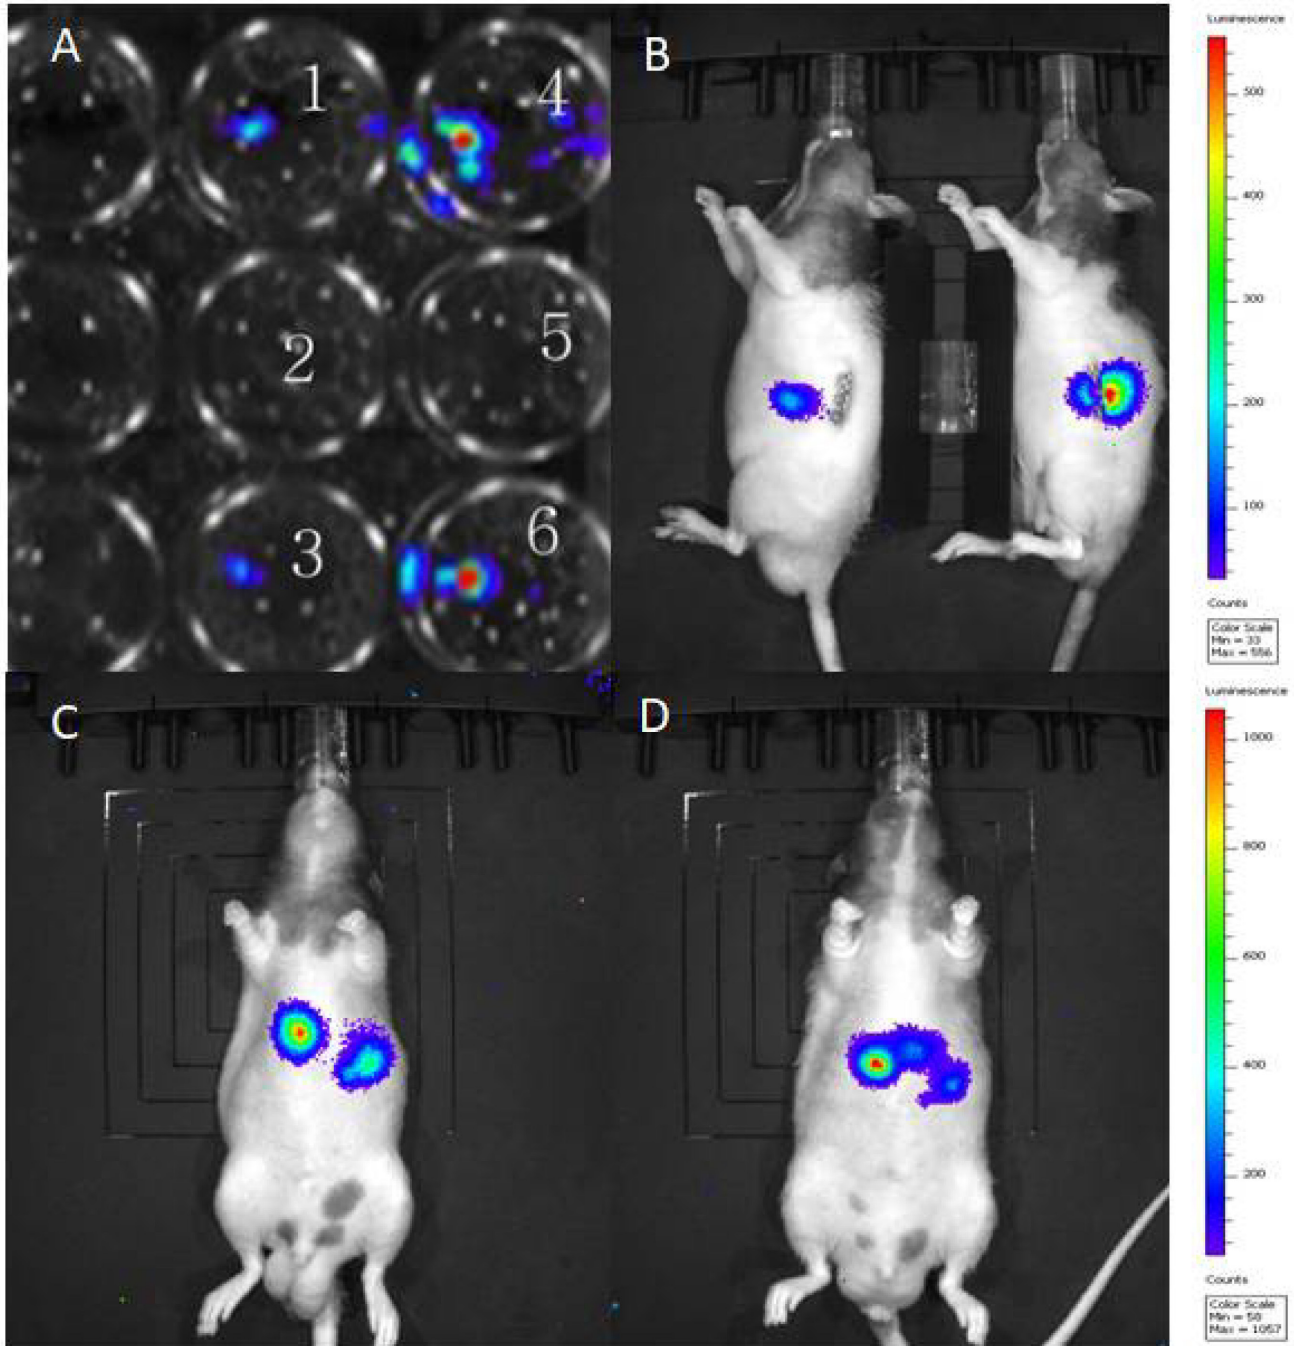 A
1
4
2
5
3
6
B
Luminescence
500
400
300
200
100
Counts
Color Scale
Min = 33
Max = 556
C
D
Luminescence
1000
800
600
400
200
Counts
Color Scale
Min = 50
Max = 1057